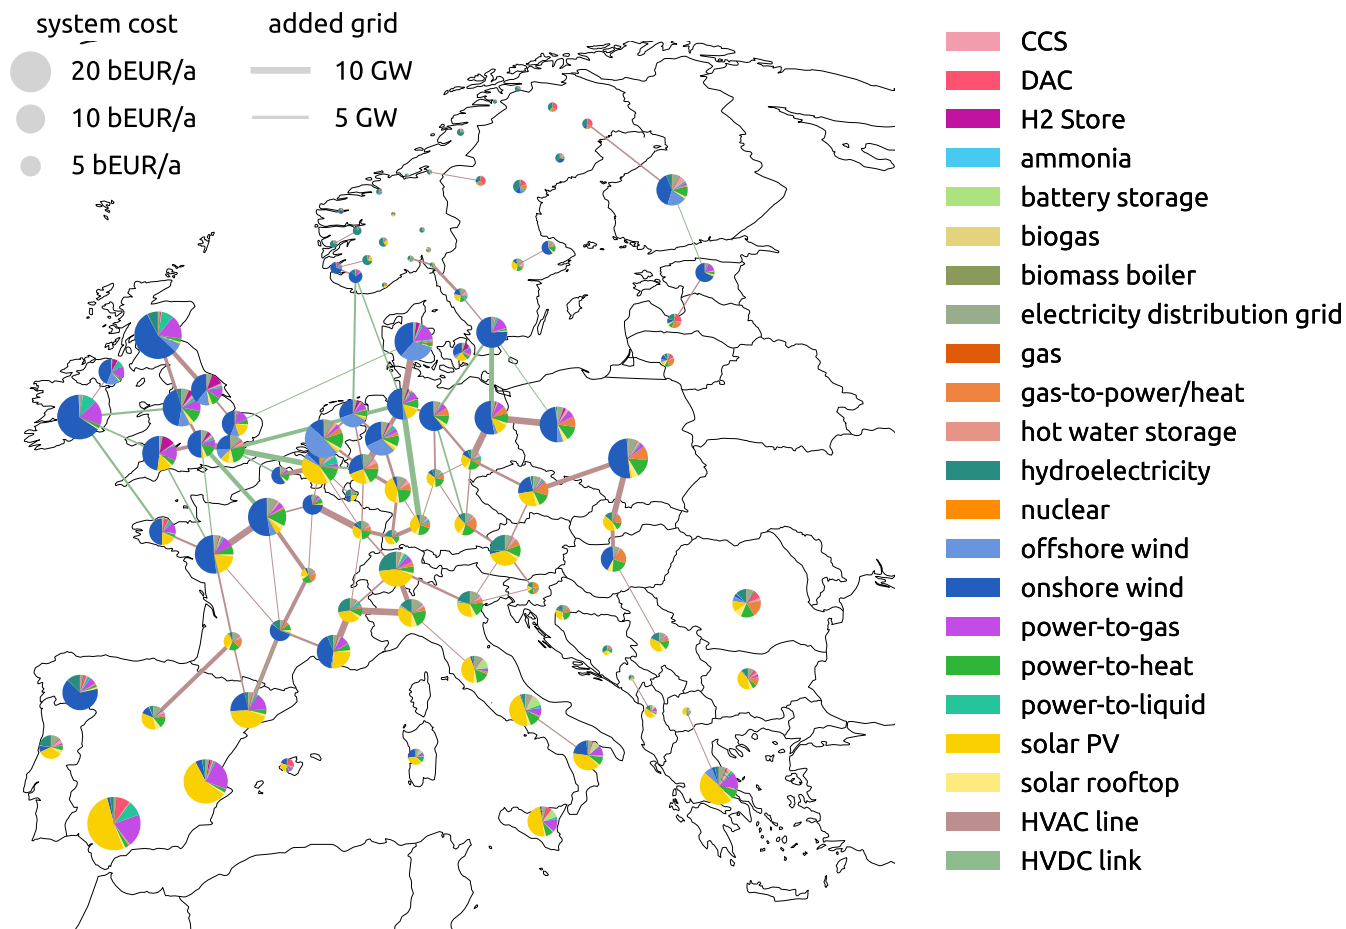 system cost
20 bEUR/a
10 bEUR/a
5 bEUR/a
added grid
10 GW
5 GW
CCS
DAC
H2 Store
ammonia
battery storage
biogas
biomass boiler
electricity distribution grid
gas
gas-to-power/heat
hot water storage
hydroelectricity
nuclear
offshore wind
onshore wind
power-to-gas
power-to-heat
power-to-liquid
solar PV
solar rooftop
HVAC line
HVDC link